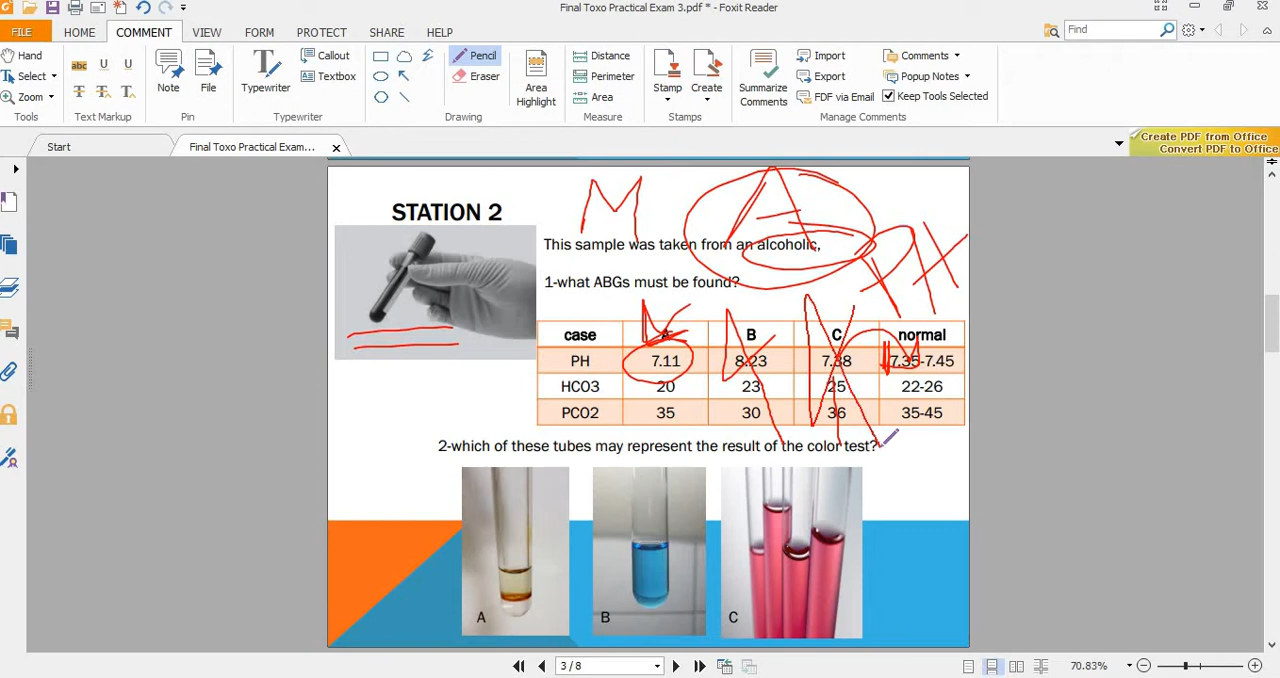 Final Toxo Practical Exam 3.pdf * - Foxit Reader
FILE HOME COMMENT VIEW FORM PROTECT SHARE HELP
Find
Hand
Select
Zoom
Tools
abc U U
T T T
Text Markup
Note
File
Pin
Typewriter
Callout
Textbox
Typewriter
Pencil
Eraser
Drawing
Area
Highlight
Distance
Perimeter
Area
Measure
Stamp
Create
Stamps
Summarize
Comments
Import
Export
FDF via Email
Comments
Popup Notes
Keep Tools Selected
Manage Comments
Start
Final Toxo Practical Exam...
Create PDF from Office
Convert PDF to Office
STATION 2
M A PH
This sample was taken from an alcoholic,
1-what ABGs must be found?
case A B C normal
PH 7.11 8.23 7.38 7.35-7.45
HCO3 20 23 25 22-26
PCO2 35 30 36 35-45
2-which of these tubes may represent the result of the color test?
A
B
C
3 / 8
70.83%